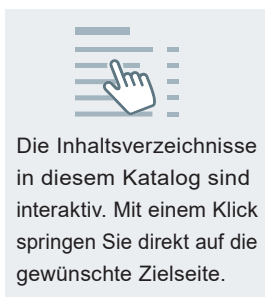 Die Inhaltsverzeichnisse
in diesem Katalog sind
interaktiv. Mit einem Klick
springen Sie direkt auf die
gewünschte Zielseite.